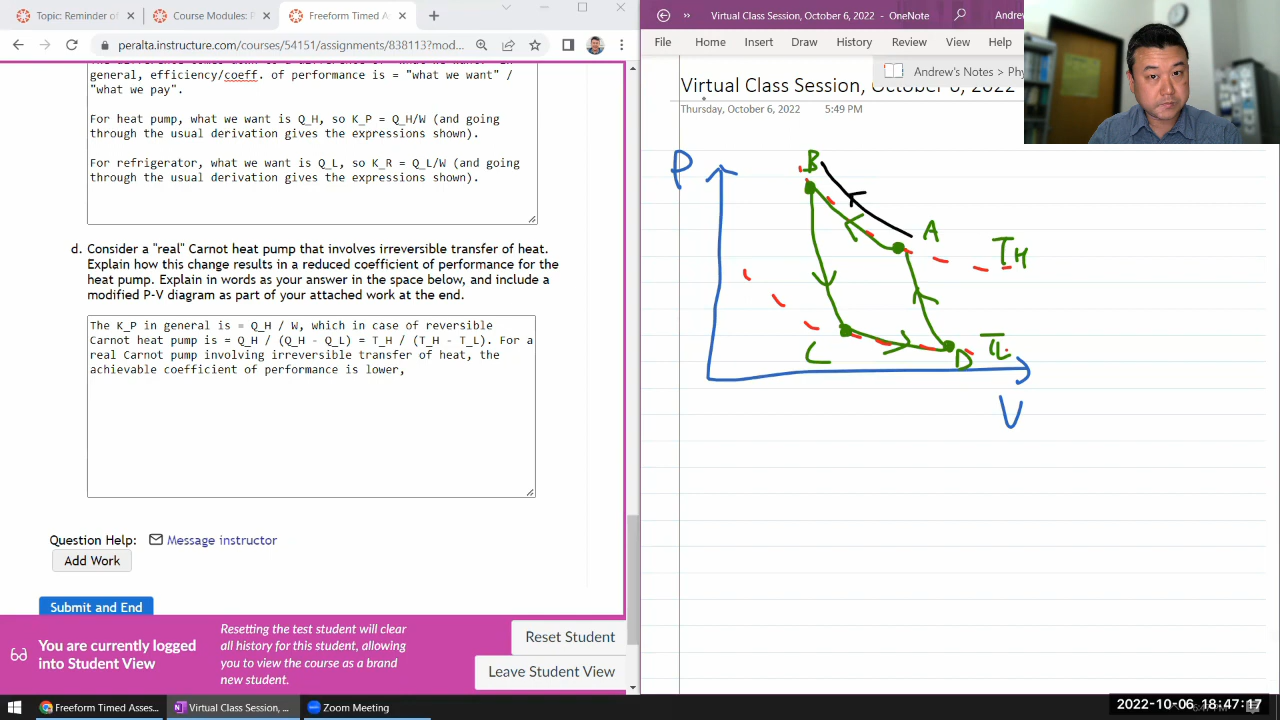 Topic: Reminder of
Course Modules: P
Freeform Timed As
peralta.instructure.com/courses/54151/assignments/838113?mod...
general, efficiency/coeff. of performance is = "what we want" /
"what we pay".
For heat pump, what we want is Q_H, so K_P = Q_H/W (and going
through the usual derivation gives the expressions shown).
For refrigerator, what we want is Q_L, so K_R = Q_L/W (and going
through the usual derivation gives the expressions shown).
d. Consider a "real" Carnot heat pump that involves irreversible transfer of heat.
Explain how this change results in a reduced coefficient of performance for the
heat pump. Explain in words as your answer in the space below, and include a
modified P-V diagram as part of your attached work at the end.
The K_P in general is = Q_H / W, which in case of reversible
Carnot heat pump is = Q_H / (Q_H - Q_L) = T_H / (T_H - T_L). For a
real Carnot pump involving irreversible transfer of heat, the
achievable coefficient of performance is lower,
Question Help: Message instructor
Add Work
Submit and End
You are currently logged
into Student View
Resetting the test student will clear
all history for this student, allowing
you to view the course as a brand
new student.
Reset Student
Leave Student View
Virtual Class Session, October 6, 2022 - OneNote
Andrew
File Home Insert Draw History Review View Help
Andrew's Notes > Phy
Virtual Class Session, October 6, 2022
Thursday, October 6, 2022 5:49 PM
P
B
A
TH
TL
C
D
V
Freeform Timed Asses...
Virtual Class Session, ...
Zoom Meeting
2022-10-06 18:47:17